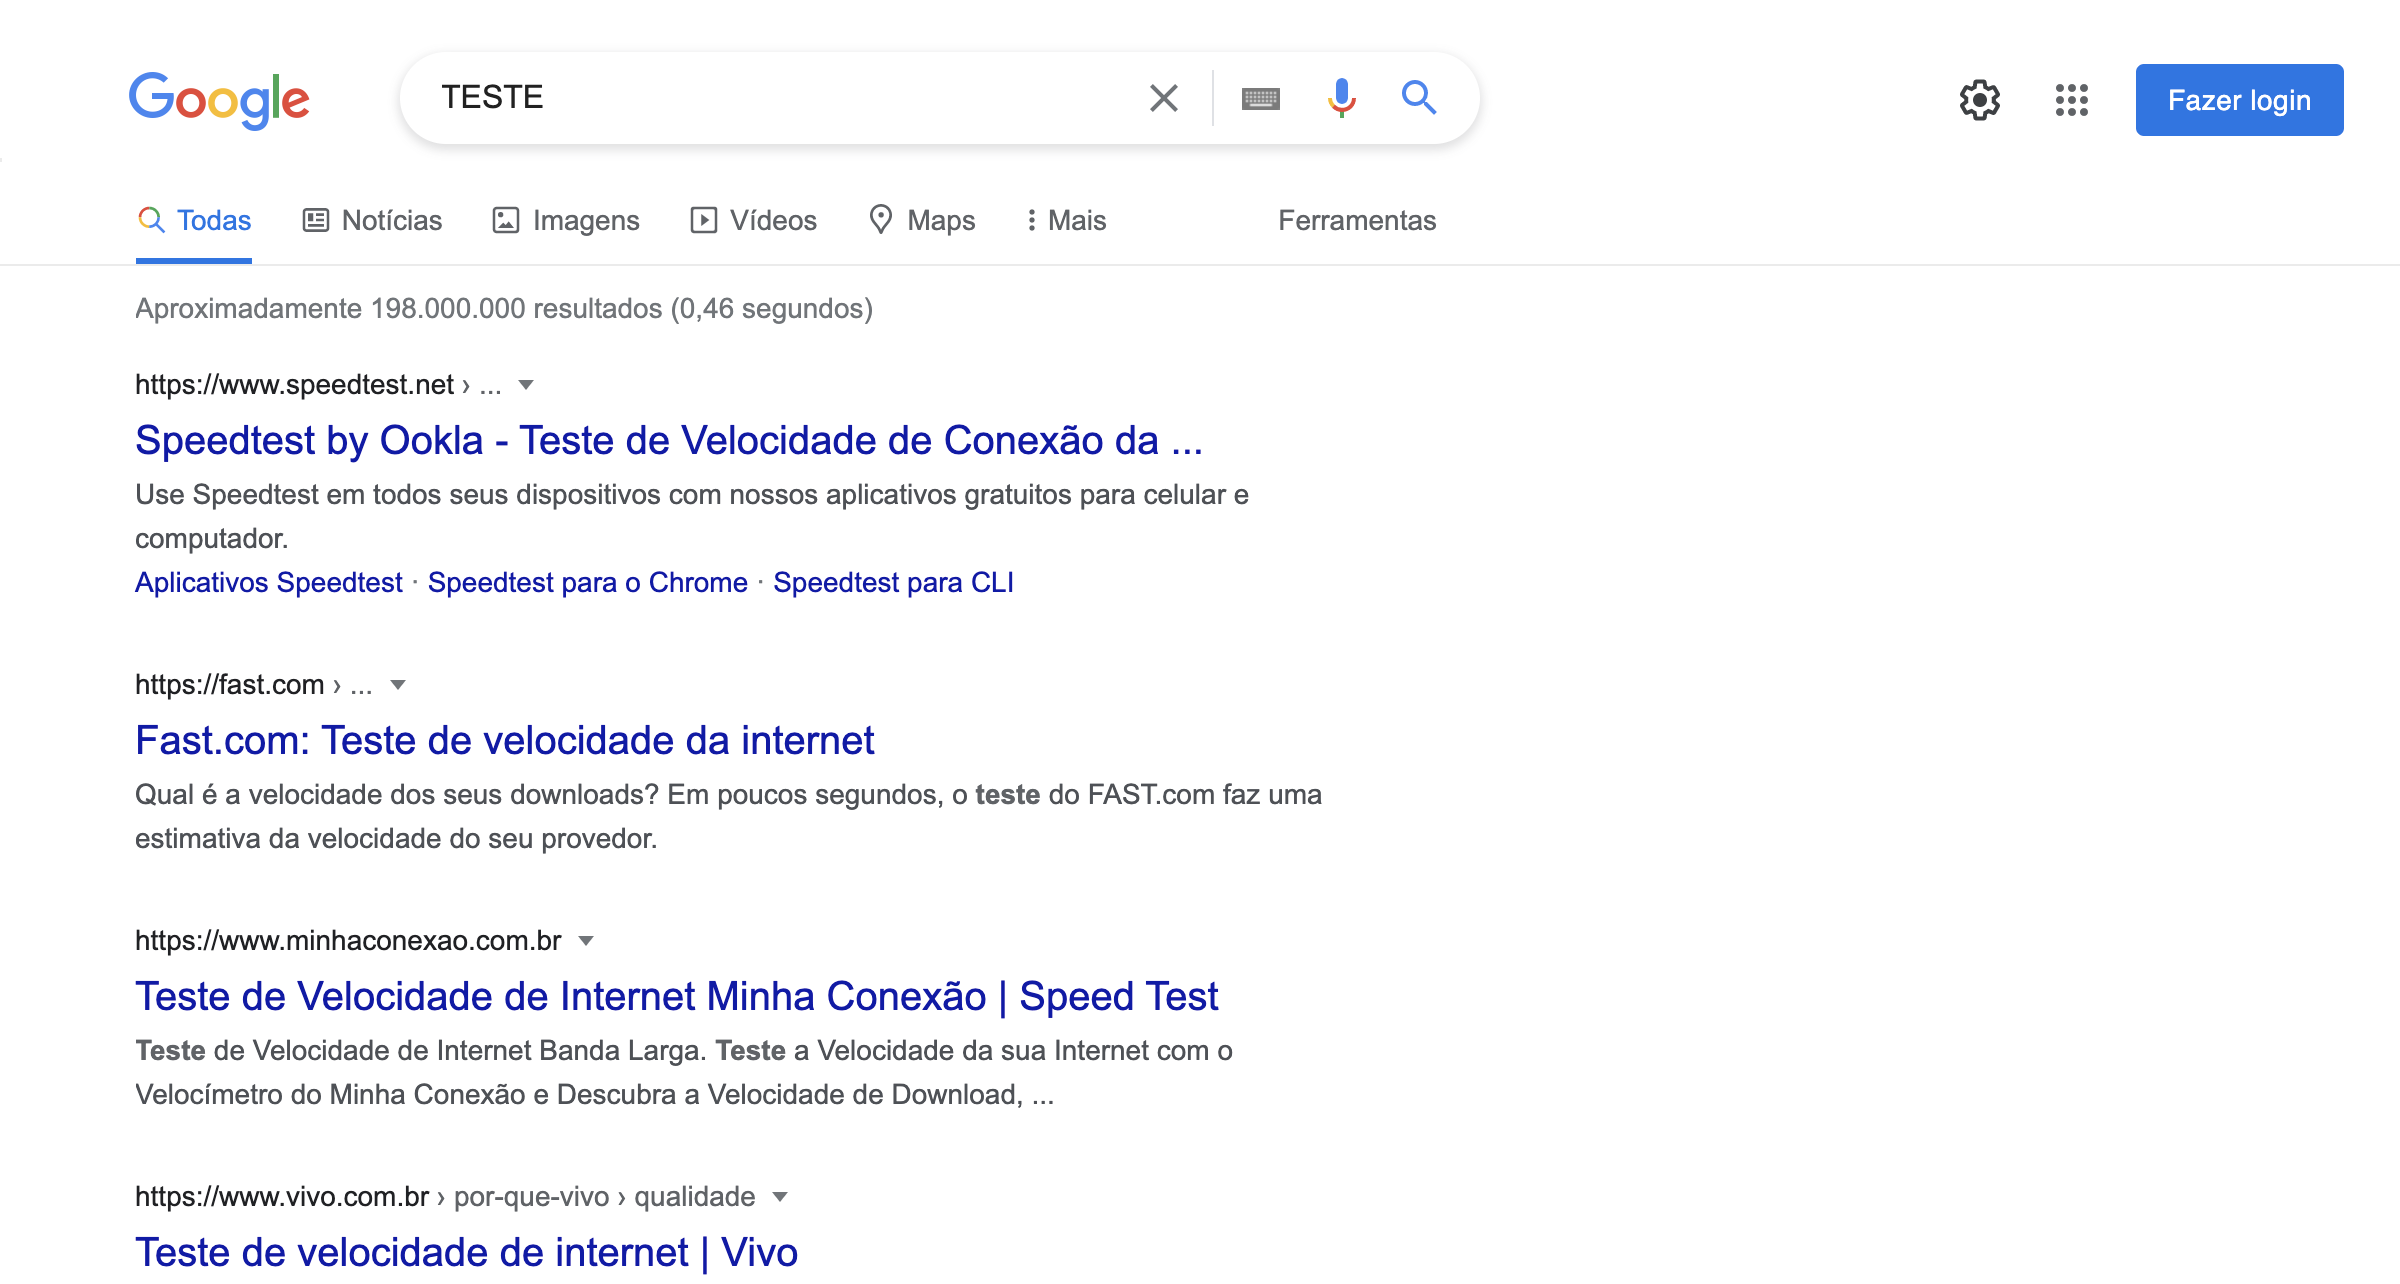 Google
TESTE
Fazer login
Todas
Notícias
Imagens
Vídeos
Maps
Mais
Ferramentas
Aproximadamente 198.000.000 resultados (0,46 segundos)
https://www.speedtest.net › ...
Speedtest by Ookla - Teste de Velocidade de Conexão da ...
Use Speedtest em todos seus dispositivos com nossos aplicativos gratuitos para celular e
computador.
Aplicativos Speedtest · Speedtest para o Chrome · Speedtest para CLI
https://fast.com › ...
Fast.com: Teste de velocidade da internet
Qual é a velocidade dos seus downloads? Em poucos segundos, o teste do FAST.com faz uma
estimativa da velocidade do seu provedor.
https://www.minhaconexao.com.br
Teste de Velocidade de Internet Minha Conexão | Speed Test
Teste de Velocidade de Internet Banda Larga. Teste a Velocidade da sua Internet com o
Velocímetro do Minha Conexão e Descubra a Velocidade de Download, ...
https://www.vivo.com.br › por-que-vivo › qualidade
Teste de velocidade de internet | Vivo